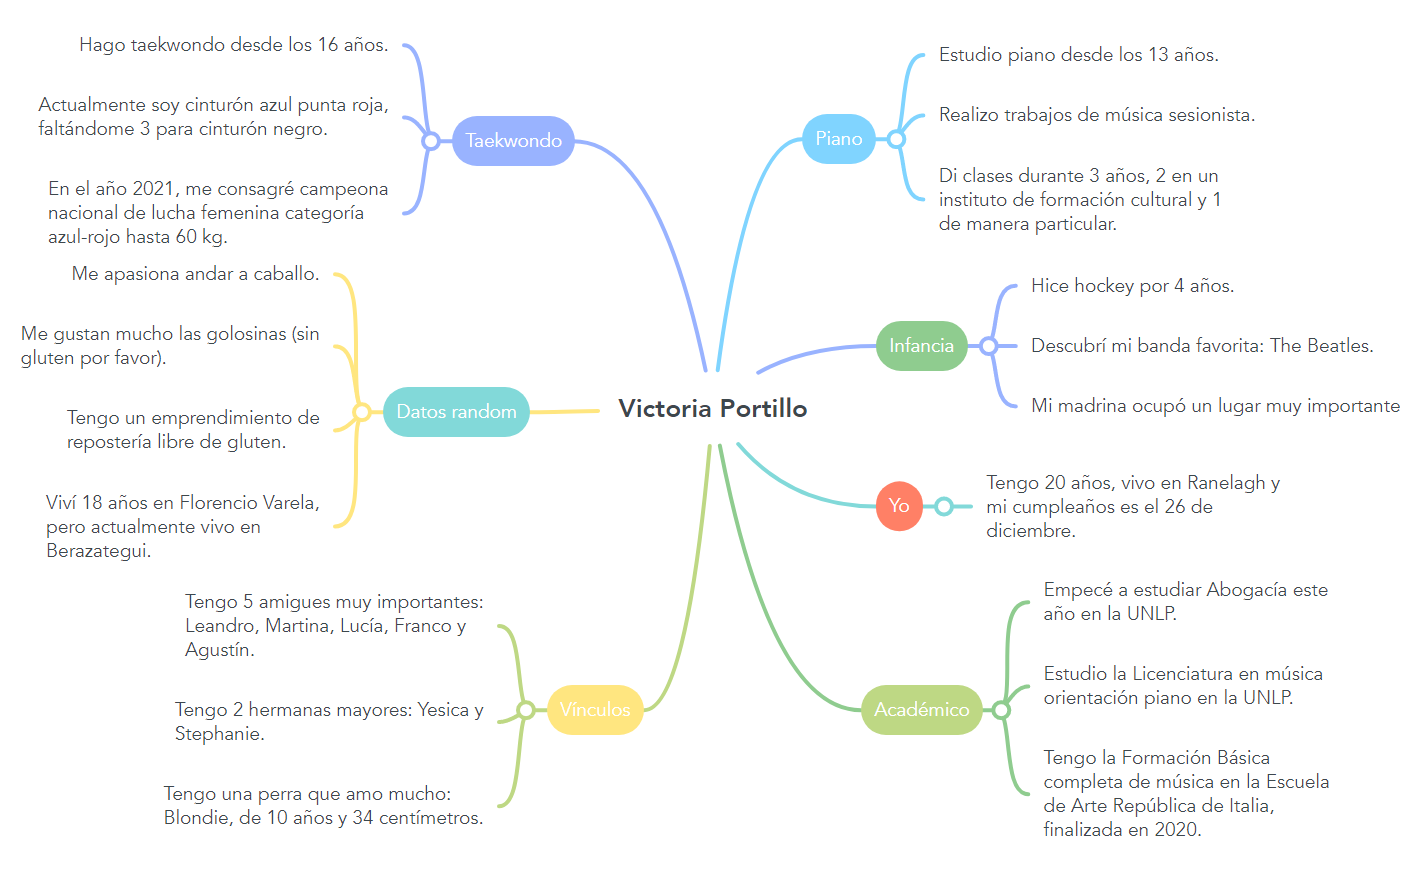 Victoria Portillo
Taekwondo
Hago taekwondo desde los 16 años.
Actualmente soy cinturón azul punta roja,
faltándome 3 para cinturón negro.
En el año 2021, me consagré campeona
nacional de lucha femenina categoría
azul-rojo hasta 60 kg.
Datos random
Me apasiona andar a caballo.
Me gustan mucho las golosinas (sin
gluten por favor).
Tengo un emprendimiento de
repostería libre de gluten.
Viví 18 años en Florencio Varela,
pero actualmente vivo en
Berazategui.
Vínculos
Tengo 5 amigues muy importantes:
Leandro, Martina, Lucía, Franco y
Agustín.
Tengo 2 hermanas mayores: Yesica y
Stephanie.
Tengo una perra que amo mucho:
Blondie, de 10 años y 34 centímetros.
Piano
Estudio piano desde los 13 años.
Realizo trabajos de música sesionista.
Di clases durante 3 años, 2 en un
instituto de formación cultural y 1
de manera particular.
Infancia
Hice hockey por 4 años.
Descubrí mi banda favorita: The Beatles.
Mi madrina ocupó un lugar muy importante
Yo
Tengo 20 años, vivo en Ranelagh y
mi cumpleaños es el 26 de
diciembre.
Académico
Empecé a estudiar Abogacía este
año en la UNLP.
Estudio la Licenciatura en música
orientación piano en la UNLP.
Tengo la Formación Básica
completa de música en la Escuela
de Arte República de Italia,
finalizada en 2020.